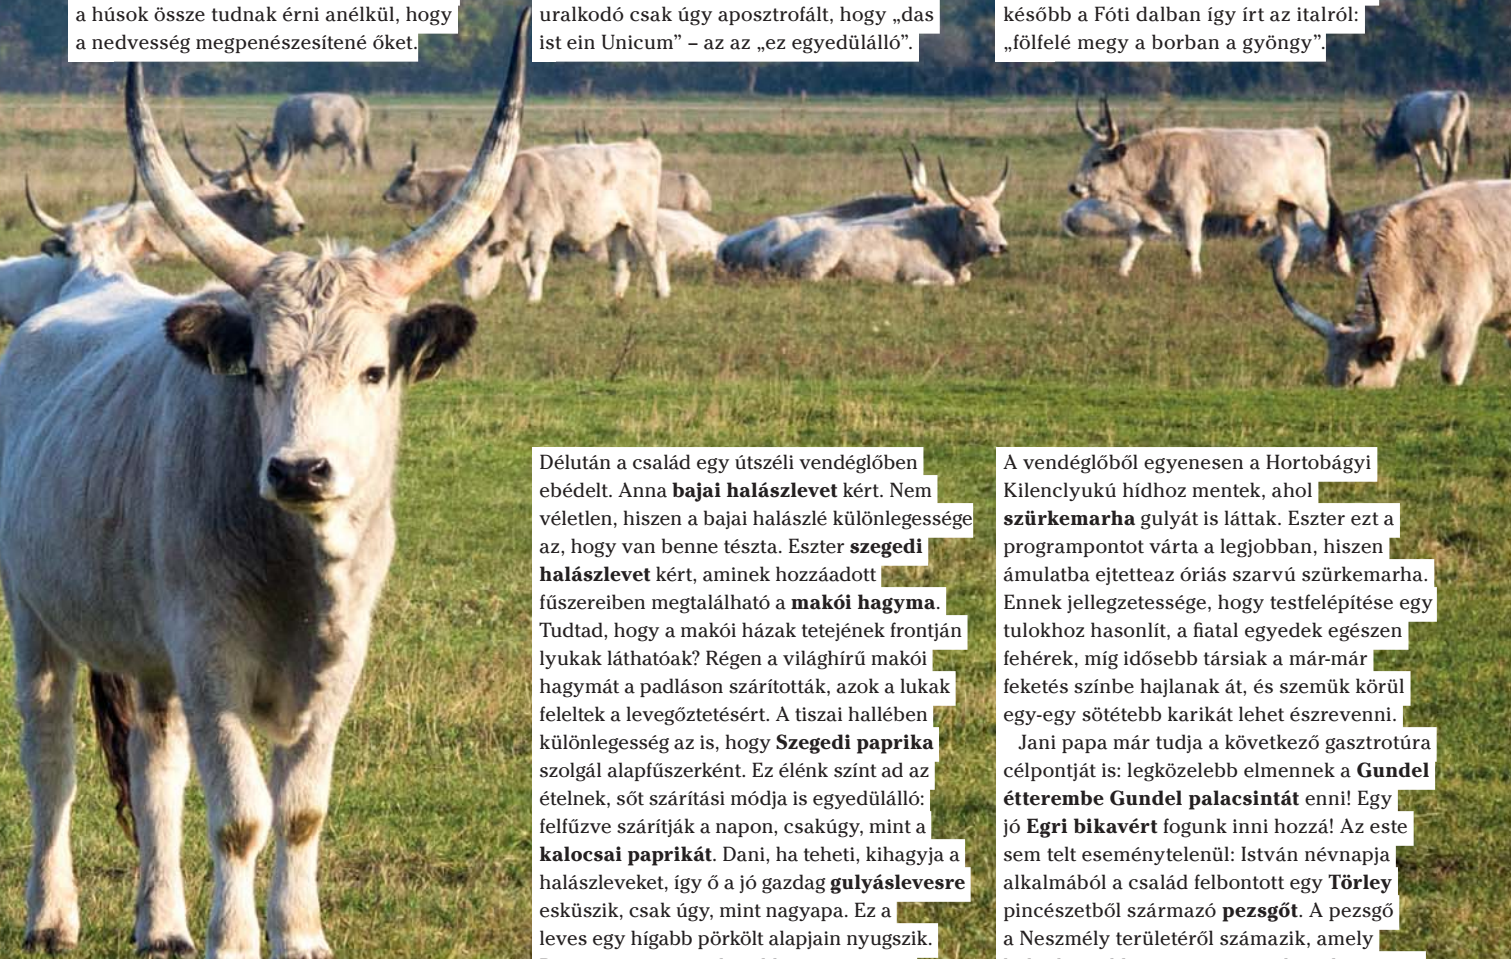 a húsok össze tudnak érni anélkül, hogy
a nedvesség megpenészesítené őket.
uralkodó csak úgy aposztrofált, hogy „das
ist ein Unicum” – az az „ez egyedülálló”.
később a Fóti dalban így írt az italról:
„fölfelé megy a borban a gyöngy”.
Délután a család egy útszéli vendéglőben
ebédelt. Anna bajai halászlevet kért. Nem
véletlen, hiszen a bajai halászlé különlegessége
az, hogy van benne tészta. Eszter szegedi
halászlevet kért, aminek hozzáadott
fűszereiben megtalálható a makói hagyma.
Tudtad, hogy a makói házak tetejének frontján
lyukak láthatóak? Régen a világhírű makói
hagymát a padláson szárították, azok a lukak
feleltek a levegőztetésért. A tiszai hallében
különlegesség az is, hogy Szegedi paprika
szolgál alapfűszerként. Ez élénk színt ad az
ételnek, sőt szárítási módja is egyedülálló:
felfűzve szárítják a napon, csakúgy, mint a
kalocsai paprikát. Dani, ha teheti, kihagyja a
halászleveket, így ő a jó gazdag gulyáslevesre
esküszik, csak úgy, mint nagyapa. Ez a
leves egy hígabb pörkölt alapjain nyugszik.
A vendéglőből egyenesen a Hortobágyi
Kilenclyukú hídhoz mentek, ahol
szürkemarha gulyát is láttak. Eszter ezt a
programpontot várta a legjobban, hiszen
ámulatba ejtetteaz óriás szarvú szürkemarha.
Ennek jellegzetessége, hogy testfelépítése egy
tulokhoz hasonlít, a fiatal egyedek egészen
fehérek, míg idősebb társiak a már-már
feketés színbe hajlanak át, és szemük körül
egy-egy sötétebb karikát lehet észrevenni.
Jani papa már tudja a következő gasztrotúra
célpontját is: legközelebb elmennek a Gundel
étterembe Gundel palacsintát enni! Egy
jó Egri bikavért fogunk inni hozzá! Az este
sem telt eseménytelenül: István névnapja
alkalmából a család felbontott egy Törley
pincészetből származó pezsgőt. A pezsgő
a Neszmély területéről számazik, amely